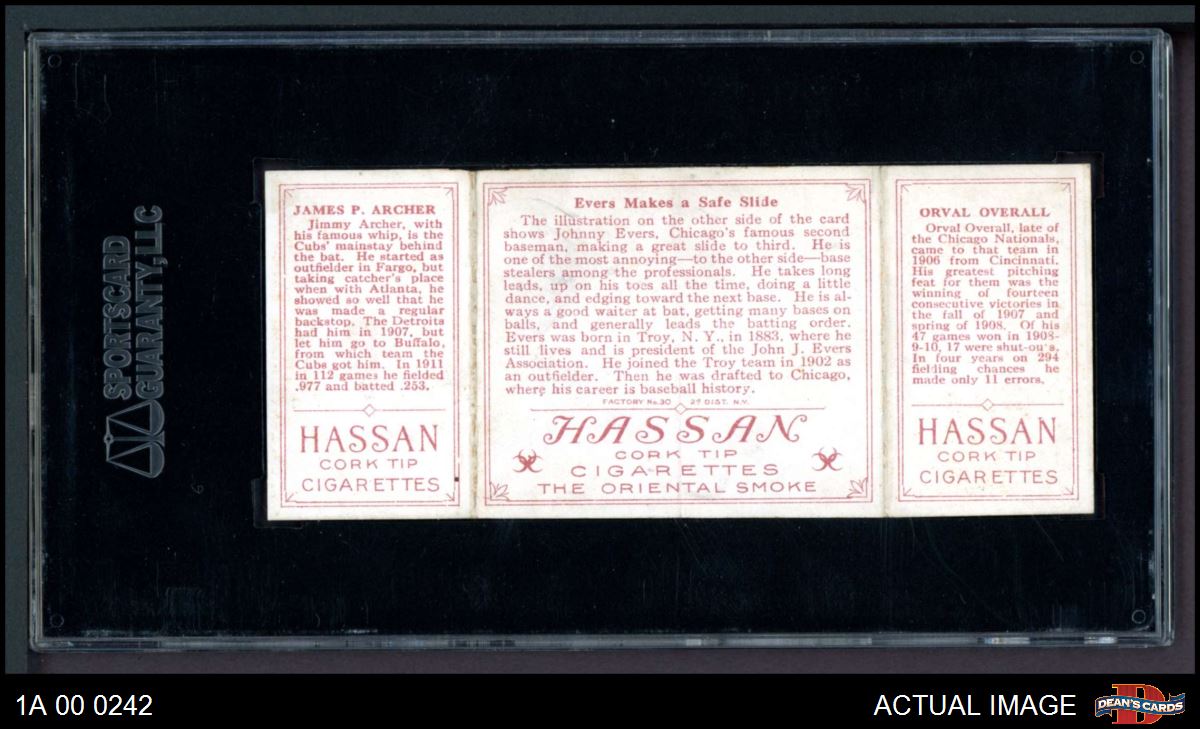 SPORTSCARD
GUARANTY, LLC
JAMES P. ARCHER
Jimmy Archer, with
his famous whip, is the
Cubs' mainstay behind
the bat. He started as
outfielder in Fargo, but
taking catcher's place
when with Atlanta, he
showed so well that he
was made a regular
backstop. The Detroits
had him in 1907, but
let him go to Buffalo,
from which team the
Cubs got him. In 1911
in 112 games he fielded
.977 and batted .253.
HASSAN
CORK TIP
CIGARETTES
Evers Makes a Safe Slide
The illustration on the other side of the card
shows Johnny Evers, Chicago's famous second
baseman, making a great slide to third. He is
one of the most annoying—to the other side—base
stealers among the professionals. He takes long
leads, up on his toes all the time, doing a little
dance, and edging toward the next base. He is al-
ways a good waiter at bat, getting many bases on
balls, and generally leads the batting order.
Evers was born in Troy, N. Y., in 1883, where he
still lives and is president of the John J. Evers
Association. He joined the Troy team in 1902 as
an outfielder. Then he was drafted to Chicago,
where his career is baseball history.
FACTORY No. 30 2d DIST. N.Y.
HASSAN
CORK TIP
CIGARETTES
THE ORIENTAL SMOKE
ORVAL OVERALL
Orval Overall, late of
the Chicago Nationals,
came to that team in
1906 from Cincinnati.
His greatest pitching
feat for them was the
winning of fourteen
consecutive victories in
the fall of 1907 and
spring of 1908. Of his
47 games won in 1908-
9-10, 17 were shut-outs.
In four years on 294
fielding chances he
made only 11 errors.
HASSAN
CORK TIP
CIGARETTES
1A 00 0242
ACTUAL IMAGE
D
DEAN'S CARDS